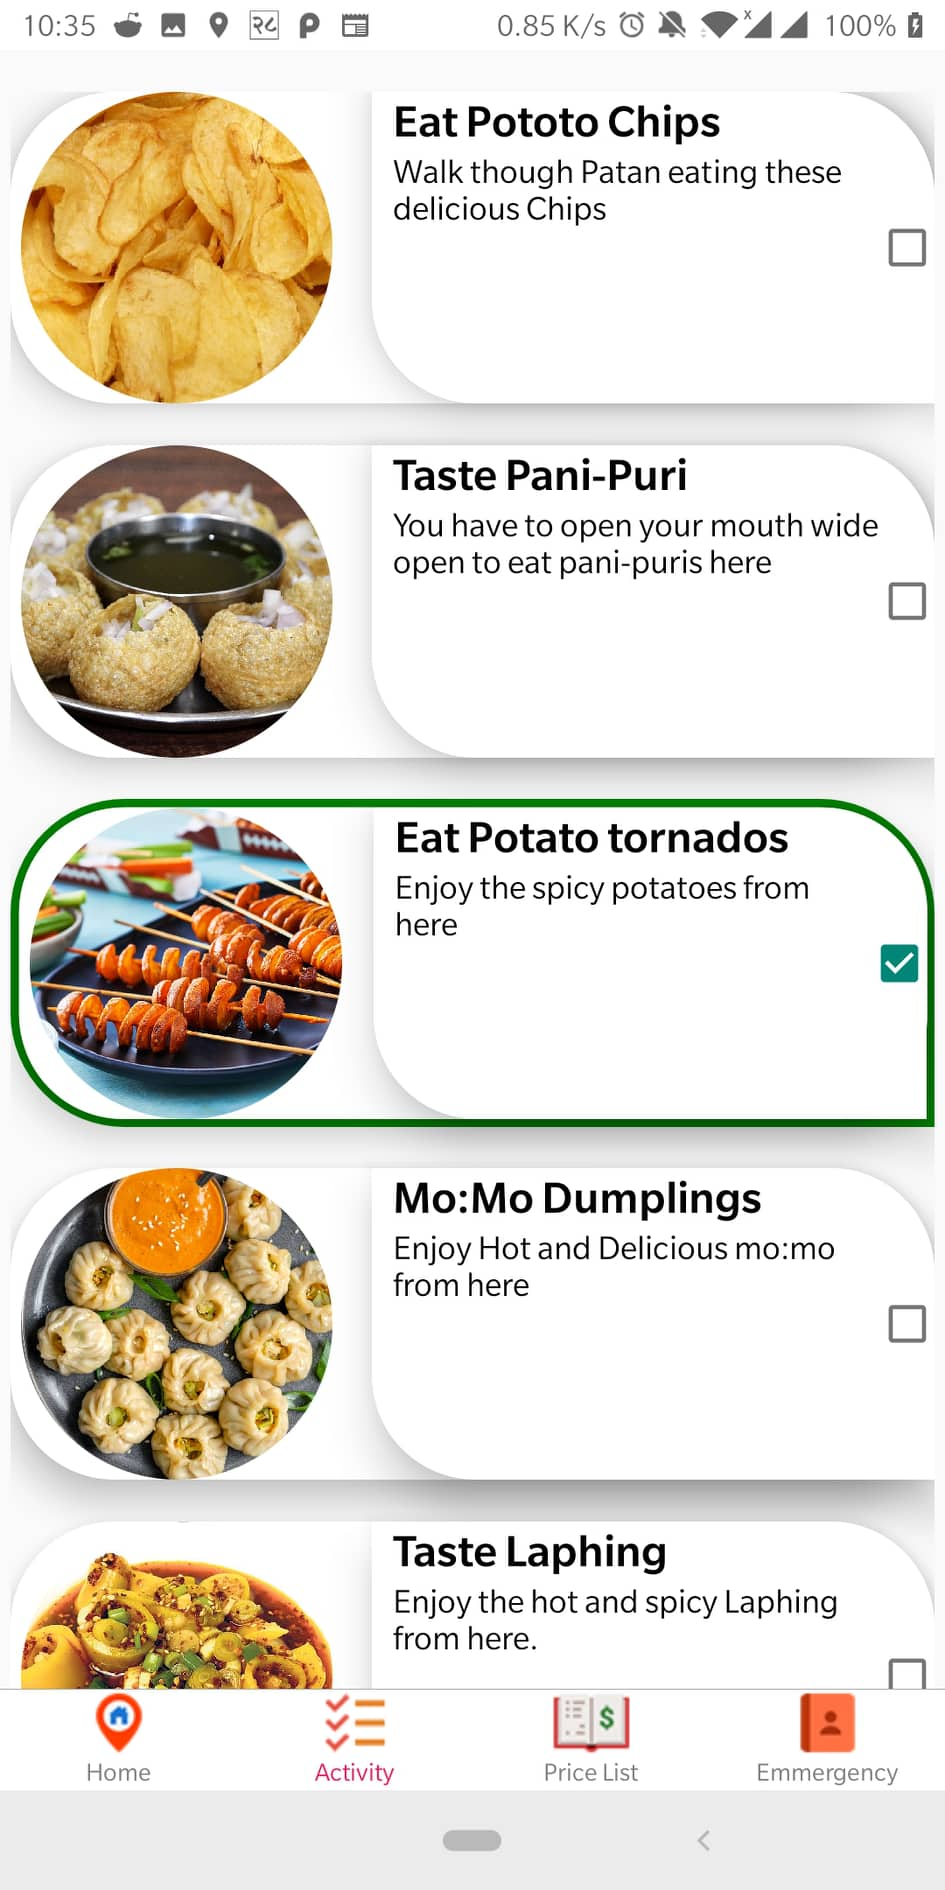 10:35
0.85 K/s
x
100%
Eat Pototo Chips
Walk though Patan eating these
delicious Chips
Taste Pani-Puri
You have to open your mouth wide
open to eat pani-puris here
Eat Potato tornados
Enjoy the spicy potatoes from
here
Mo:Mo Dumplings
Enjoy Hot and Delicious mo:mo
from here
Taste Laphing
Enjoy the hot and spicy Laphing
from here.
$
Home
Activity
Price List
Emmergency